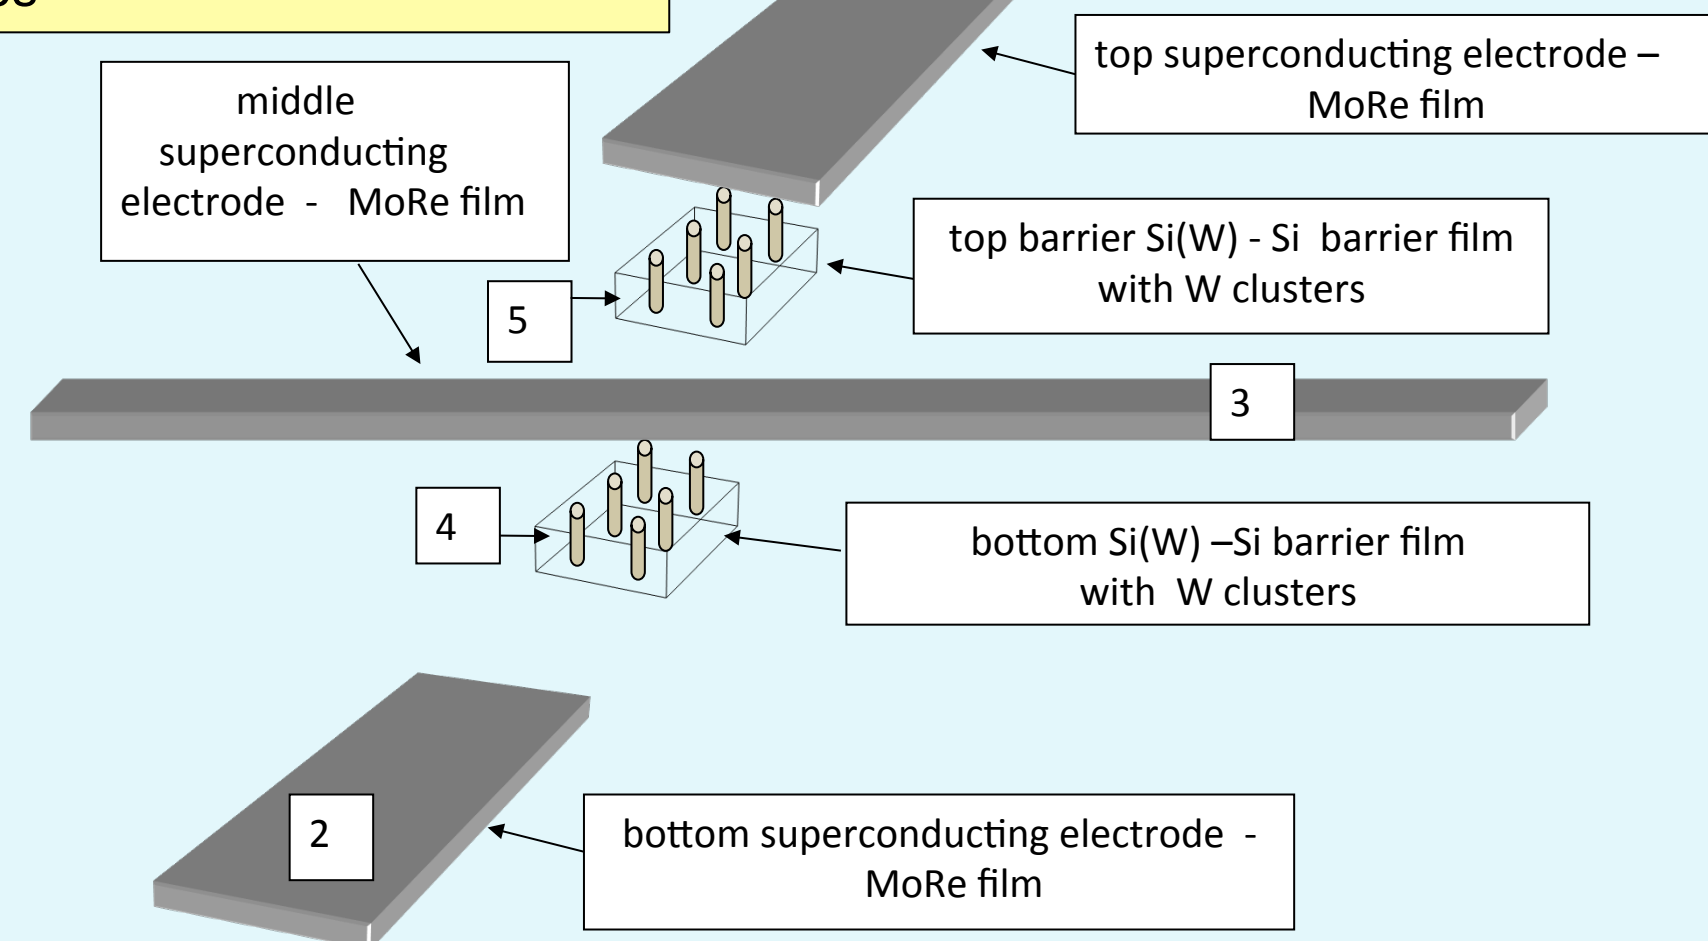 top superconducting electrode –
MoRe film
middle
superconducting
electrode - MoRe film
top barrier Si(W) - Si barrier film
with W clusters
5
3
4
bottom Si(W) –Si barrier film
with W clusters
2
bottom superconducting electrode -
MoRe film